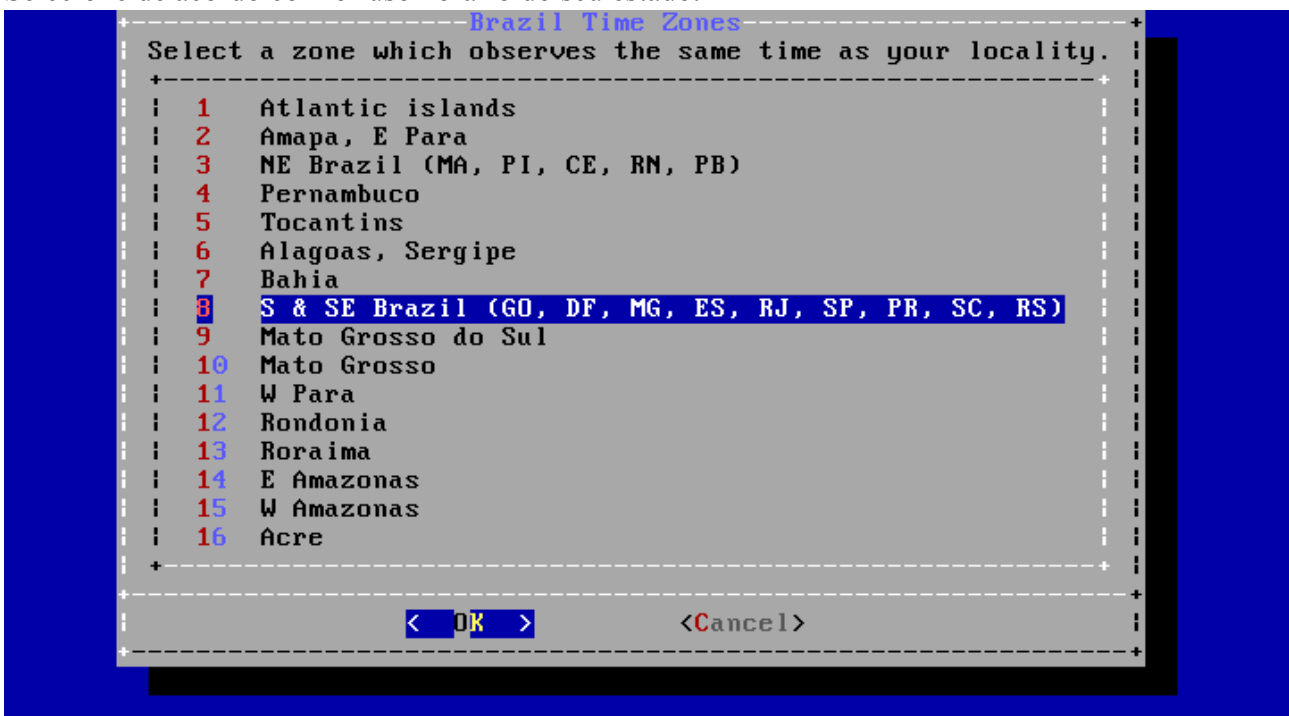 Brazil Time Zones
Select a zone which observes the same time as your locality.
1 Atlantic islands
2 Amapa, E Para
3 NE Brazil (MA, PI, CE, RN, PB)
4 Pernambuco
5 Tocantins
6 Alagoas, Sergipe
7 Bahia
8 S & SE Brazil (GO, DF, MG, ES, RJ, SP, PR, SC, RS)
9 Mato Grosso do Sul
10 Mato Grosso
11 W Para
12 Rondonia
13 Roraima
14 E Amazonas
15 W Amazonas
16 Acre
< OK > <Cancel>